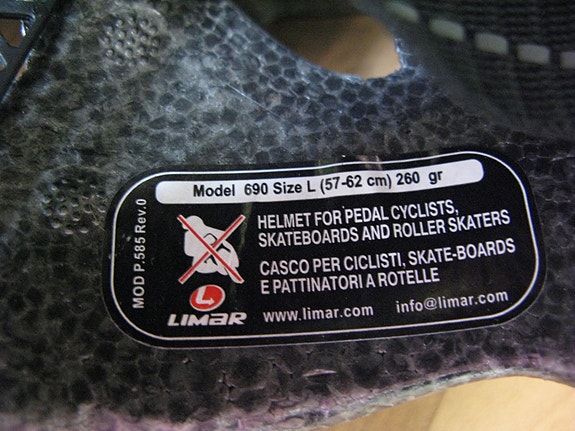 Model 690 Size L (57-62 cm) 260 gr
MOD P.585 Rev.0
HELMET FOR PEDAL CYCLISTS,
SKATEBOARDS AND ROLLER SKATERS
CASCO PER CICLISTI, SKATE-BOARDS
E PATTINATORI A ROTELLE
LIMAR www.limar.com info@limar.com